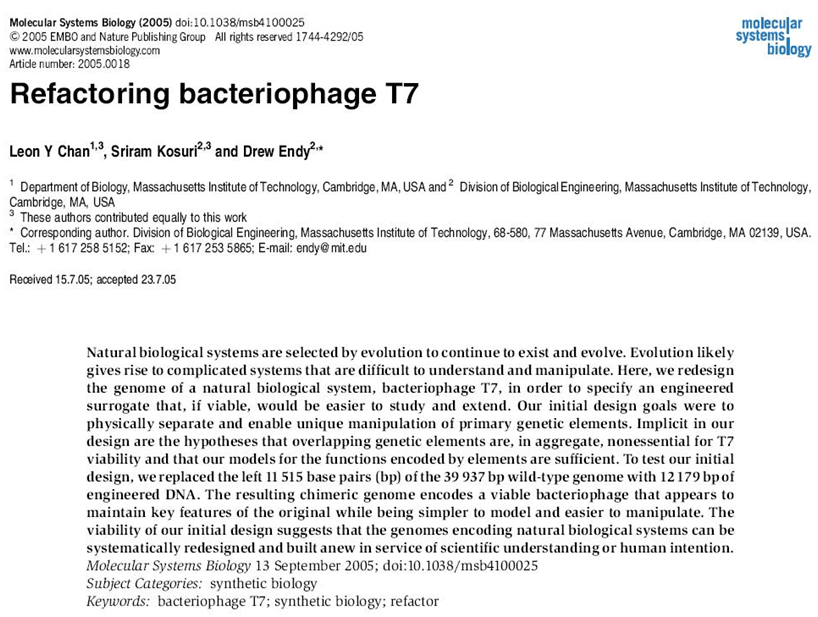 Molecular Systems Biology (2005) doi:10.1038/msb4100025
© 2005 EMBO and Nature Publishing Group All rights reserved 1744-4292/05
www.molecularsystemsbiology.com
Article number: 2005.0018
molecular
systems
biology
Refactoring bacteriophage T7
Leon Y Chan1,3, Sriram Kosuri2,3 and Drew Endy2,*
1 Department of Biology, Massachusetts Institute of Technology, Cambridge, MA, USA and 2 Division of Biological Engineering, Massachusetts Institute of Technology,
Cambridge, MA, USA
3 These authors contributed equally to this work
* Corresponding author. Division of Biological Engineering, Massachusetts Institute of Technology, 68-580, 77 Massachusetts Avenue, Cambridge, MA 02139, USA.
Tel.: +1 617 258 5152; Fax: +1 617 253 5865; E-mail: endy@mit.edu
Received 15.7.05; accepted 23.7.05
Natural biological systems are selected by evolution to continue to exist and evolve. Evolution likely
gives rise to complicated systems that are difficult to understand and manipulate. Here, we redesign
the genome of a natural biological system, bacteriophage T7, in order to specify an engineered
surrogate that, if viable, would be easier to study and extend. Our initial design goals were to
physically separate and enable unique manipulation of primary genetic elements. Implicit in our
design are the hypotheses that overlapping genetic elements are, in aggregate, nonessential for T7
viability and that our models for the functions encoded by elements are sufficient. To test our initial
design, we replaced the left 11 515 base pairs (bp) of the 39 937 bp wild-type genome with 12 179 bp of
engineered DNA. The resulting chimeric genome encodes a viable bacteriophage that appears to
maintain key features of the original while being simpler to model and easier to manipulate. The
viability of our initial design suggests that the genomes encoding natural biological systems can be
systematically redesigned and built anew in service of scientific understanding or human intention.
Molecular Systems Biology 13 September 2005; doi:10.1038/msb4100025
Subject Categories: synthetic biology
Keywords: bacteriophage T7; synthetic biology; refactor